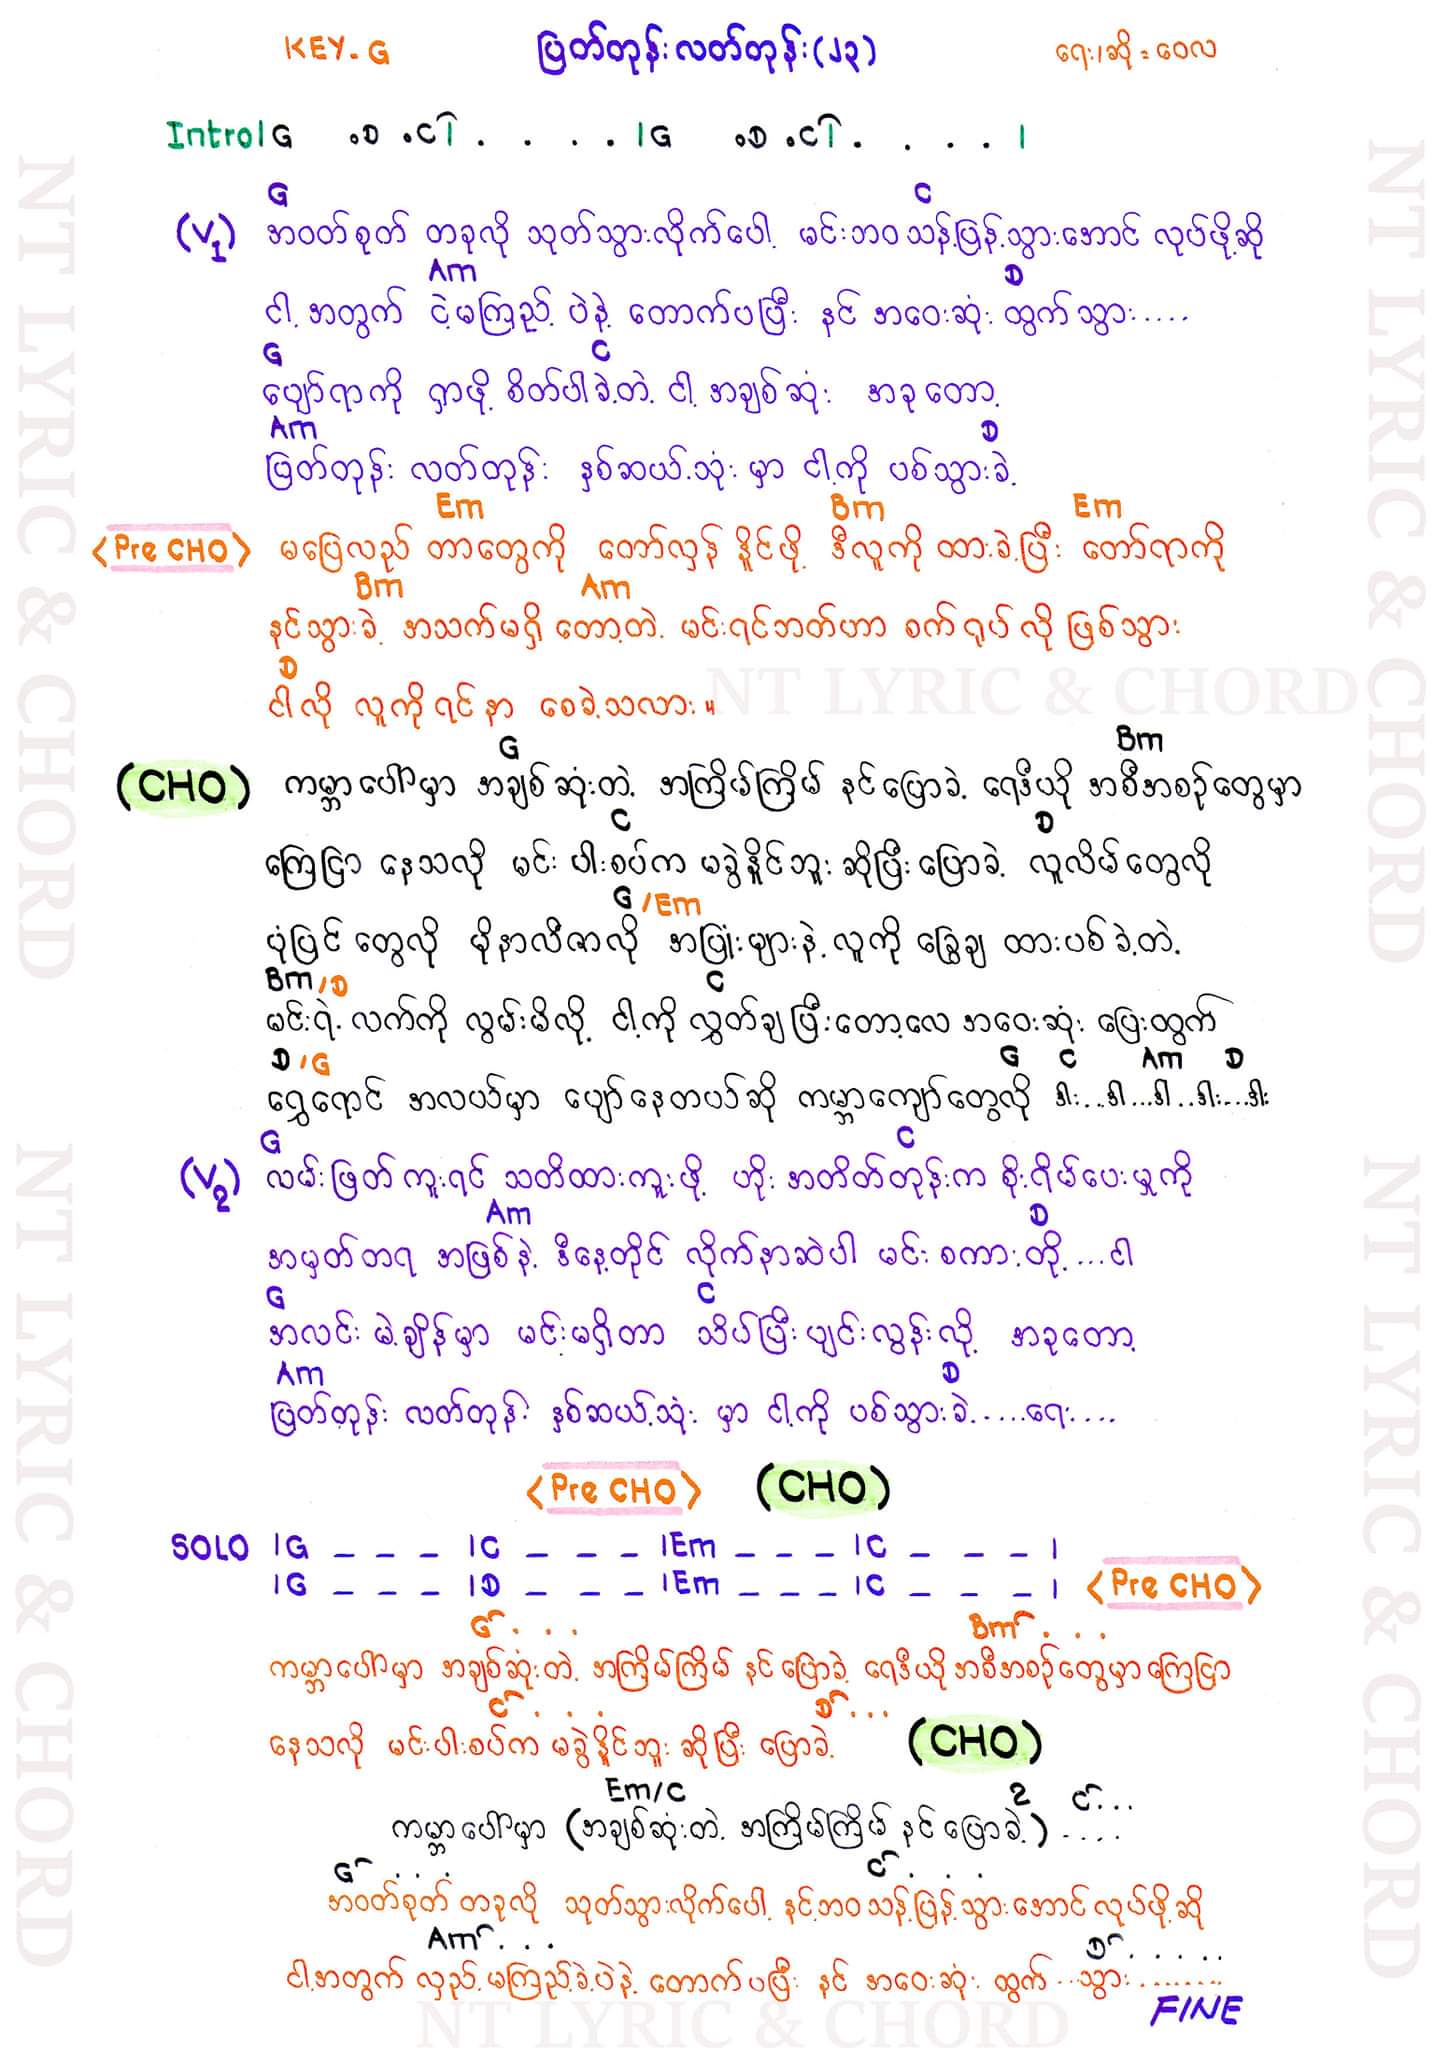 KEY-G ဖြတ်တုန်းလတ်တုန်း(၂၃) ရေး/ဆို = ဝေလ
Intro|G .D .C| . . . .|G .D .C| . . . . |
G C
(V1) အဝတ်စုတ် တခုလို သုတ်သွားလိုက်ပေါ့ မင်းဘဝသန့်ပြန့်သွားအောင် လုပ်ဖို့ဆို
Am D
ငါ့အတွက် ငဲ့မကြည့် ပဲနဲ့ တောက်ပပြီး နင် အဝေးဆုံး ထွက်သွား....
G C
ပျော်ရာကို ရှာဖို့ စိတ်ပါခဲ့တဲ့ ငါ့ အချစ်ဆုံး အခုတော့
Am D
ဖြတ်တုန်း လတ်တုန်း နှစ်ဆယ့်သုံး မှာ ငါ့ကို ပစ်သွားခဲ့
Em Bm Em
<Pre CHO> မပြေလည် တာတွေကို တော်လှန် နိူင်ဖို့ ဒီလူကို ထားခဲ့ပြီး တော်ရာကို
Bm Am
နင်သွားခဲ့ အသက်မရှိ တော့တဲ့ မင်းရင်ဘတ်ဟာ စက်ရုပ် လို ဖြစ်သွား
D
ငါလို လူကိုရင်နာ စေခဲ့သလား။
G Bm
(CHO) ကမ္ဘာပေါ်မှာ အချစ်ဆုံးတဲ့ အကြိမ်ကြိမ် နင်ပြောခဲ့ ရေဒီယို အစီအစဉ်တွေမှာ
C D
ကြေငြာ နေသလို မင်း ပါးစပ်က မခွဲနိူင်ဘူး ဆိုပြီးပြောခဲ့ လူလိမ်တွေလို
G /Em
ပုံပြင်တွေလို မိုနာလီဇာလို အပြုံးများနဲ့ လူကို ခြွေချ ထားပစ်ခဲ့တဲ့
Bm/D C
မင်းရဲ့ လက်ကို လွမ်းမိလို့ ငါ့ကို လွှတ်ချပြီးတော့လေ အဝေးဆုံး ပြေးထွက်
D/G G C Am D
ရွှေရောင် အလယ်မှာ ပျော်နေတယ်ဆို ကမ္ဘာကျော်တွေလို ဒါး...ဒါ...ဒါ..ဒါး...ဒါး
G C
(V2) လမ်းဖြတ်ကူးရင် သတိထားကူးဖို့ ဟိုး အတိတ်တုန်းက စိုးရိမ်ပေးမှုကို
Am D
အမှတ်တရ အဖြစ်နဲ့ ဒီနေ့တိုင် လိုက်နာဆဲပါ မင်း စကားတို့...ငါ
G C
အလင်း မဲ့ချိန်မှာ မင်းမရှိတာ သိပ်ပြီးပျင်းလွန်းလို့ အခုတော့
Am D
ဖြတ်တုန်း လတ်တုန်း နှစ်ဆယ့်သုံး မှာ ငါ့ကို ပစ်သွားခဲ့.....ရေး....
<Pre CHO> (CHO)
SOLO |G _ _ _ |C _ _ _ |Em _ _ _ |C _ _ _ |
|G _ _ _ |D _ _ _ |Em _ _ _ |C _ _ _ | <Pre CHO>
G . . . Bm . . .
ကမ္ဘာပေါ်မှာ အချစ်ဆုံးတဲ့ အကြိမ်ကြိမ် နင်ပြောခဲ့ ရေဒီယိုအစီအစဉ်တွေမှာကြေငြာ
C . . . D . . .
နေသလို မင်းပါးစပ်က မခွဲနိူင်ဘူး ဆိုပြီး ပြောခဲ့ (CHO)
Em/C 2 C...
ကမ္ဘာပေါ်မှာ (အချစ်ဆုံးတဲ့ အကြိမ်ကြိမ် နင်ပြောခဲ့) ....
G . . . C . . .
အဝတ်စုတ် တခုလို သုတ်သွားလိုက်ပေါ့ နင့်ဘဝသန့်ပြန့်သွားအောင် လုပ်ဖို့ဆို
Am . . . D . . . . .
ငါ့အတွက် လှည့်မကြည့်ခဲ့ပဲနဲ့ တောက်ပပြီး နင် အဝေးဆုံး ထွက် ..သွား........
FINE
NT LYRIC & CHORD
NT LYRIC & CHORD
NT LYRIC & CHORD
NT LYRIC & CHORD
NT LYRIC & CHORD
NT LYRIC & CHORD